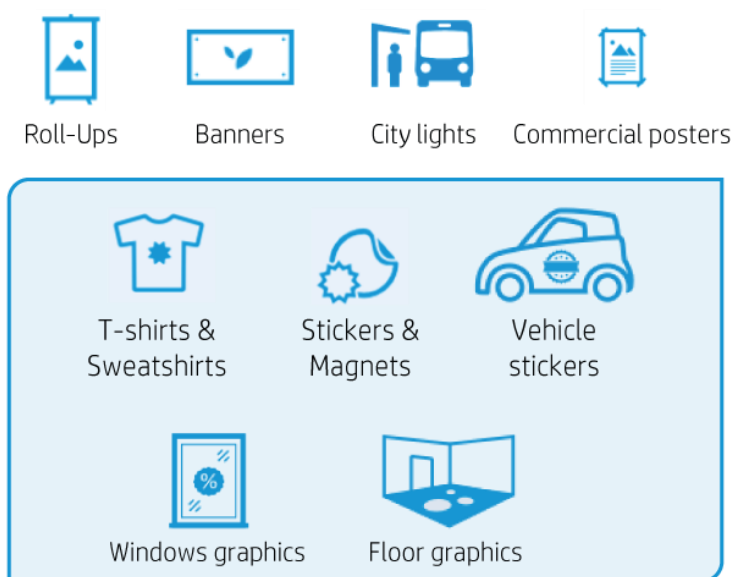 Roll-Ups
Banners
City lights
Commercial posters
T-shirts &
Sweatshirts
Stickers &
Magnets
Vehicle
stickers
%
Windows graphics
Floor graphics